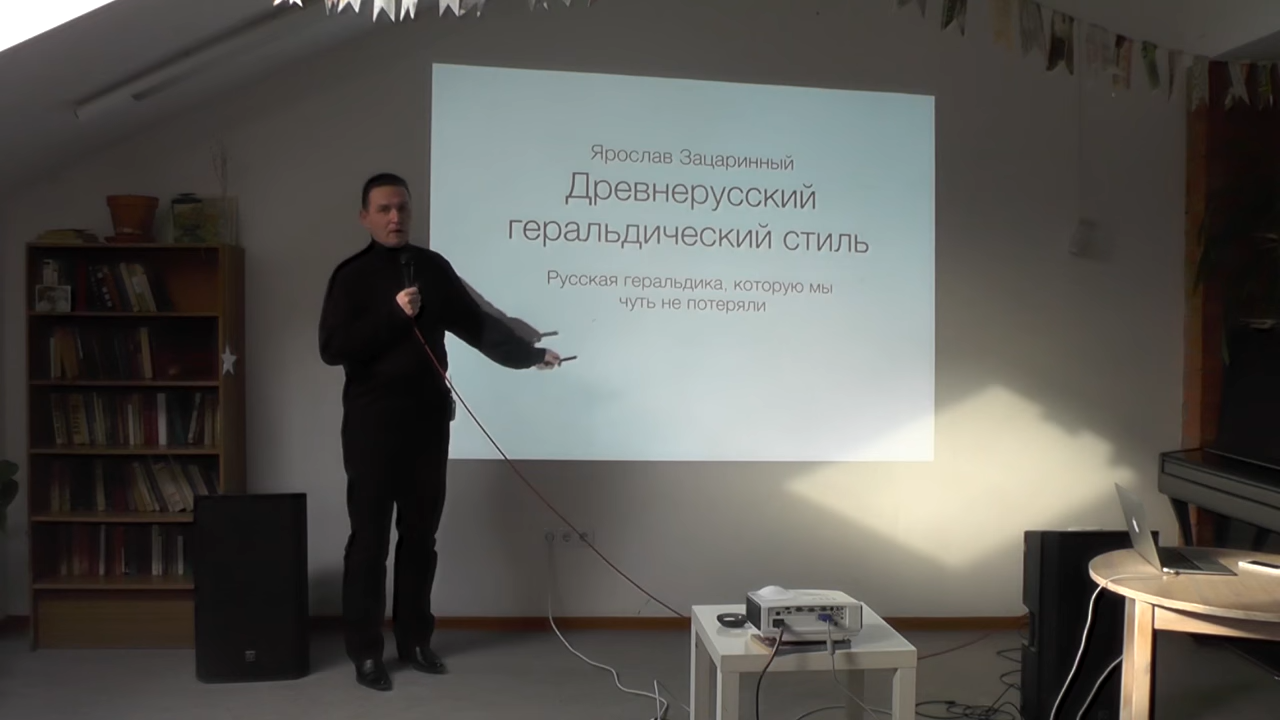 Ярослав Зацаринный
Древнерусский
геральдический стиль
Русская геральдика, которую мы
чуть не потеряли